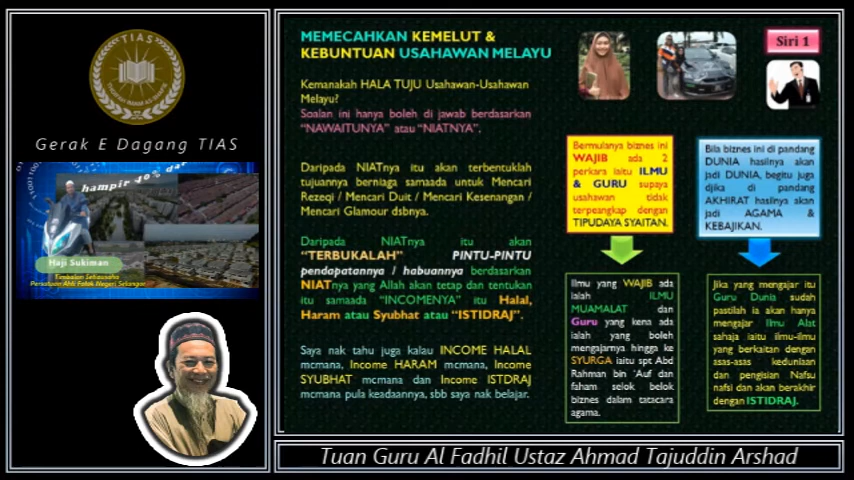 TIAS
Gerak E Dagang TIAS
hampir 40% dar
Haji Sukiman
Timbalan Setiausaha
Persatuan Ahli Falak Negeri Selangor
MEMECAHKAN KEMELUT &
KEBUNTUAN USAHAWAN MELAYU
Kemanakah HALA TUJU Usahawan-Usahawan
Melayu?
Soalan ini hanya boleh di jawab berdasarkan
“NAWAITUNYA” atau “NIATNYA”.
Daripada NIATnya itu akan terbentuklah
tujuannya berniaga samaada untuk Mencari
Rezeqi / Mencari Duit / Mencari Kesenangan /
Mencari Glamour dsbnya.
Daripada NIATnya itu akan
“TERBUKALAH” PINTU-PINTU
pendapatannya / habuannya berdasarkan
NIATnya yang Allah akan tetap dan tentukan
itu samaada “INCOMENYA” itu Halal,
Haram atau Syubhat atau “ISTIDRAJ”.
Saya nak tahu juga kalau INCOME HALAL
mcmana, Income HARAM mcmana, Income
SYUBHAT mcmana dan Income ISTDRAJ
mcmana pula keadaannya, sbb saya nak belajar.
Siri 1
Bermulanya biznes ini
WAJIB ada 2
perkara iaitu ILMU
& GURU supaya
usahawan tidak
terpeangkap dengan
TIPUDAYA SYAITAN.
Ilmu yang WAJIB ada
ialah ILMU
MUAMALAT dan
Guru yang kena ada
ialah yang boleh
mengajarnya hingga ke
SYURGA iaitu spt Abd
Rahman bin ‘Auf dan
faham selok belok
biznes dalam tatacara
agama.
Bila biznes ini di pandang
DUNIA hasilnya akan
jadi DUNIA, begitu juga
djika di pandang
AKHIRAT hasilnya akan
jadi AGAMA &
KEBAJIKAN.
Jika yang mengajar itu
Guru Dunia sudah
pastilah ia akan hanya
mengajar Ilmu Alat
sahaja iaitu ilmu-ilmu
yang berkaitan dengan
asas-asas keduniaan
dan pengisian Nafsu
nafsi dan akan berakhir
dengan ISTIDRAJ.
Tuan Guru Al Fadhil Ustaz Ahmad Tajuddin Arshad